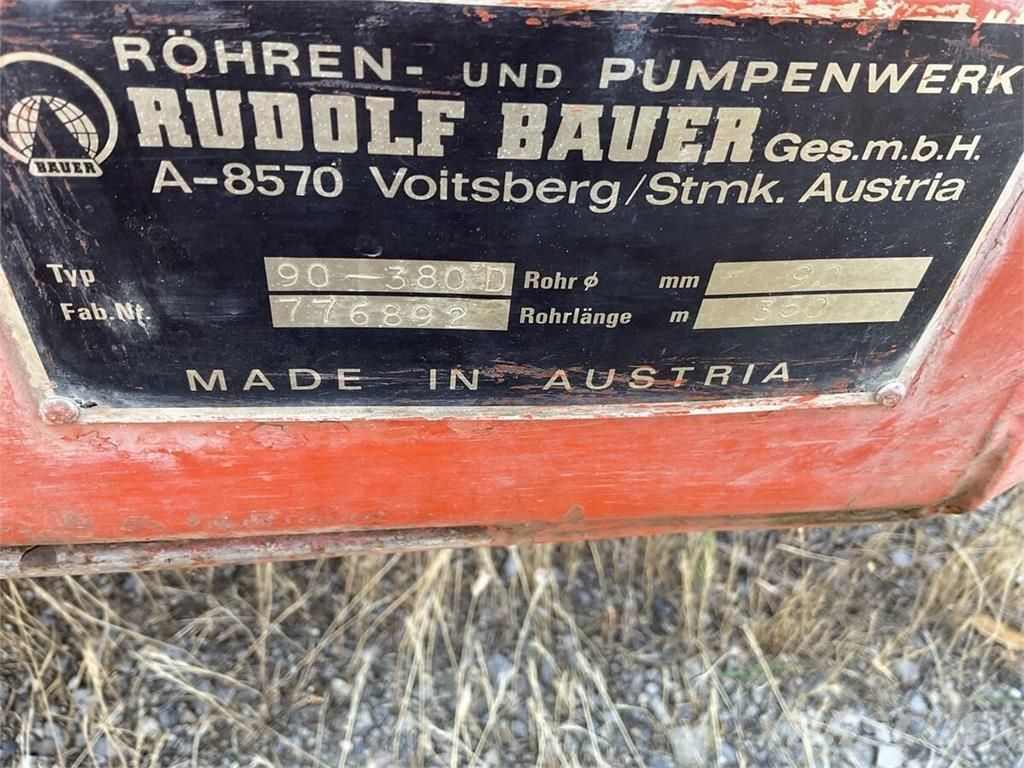 RÖHREN- UND PUMPENWERK
BAUER
RUDOLF BAUER Ges.m.b.H.
A-8570 Voitsberg/Stmk. Austria
Typ 90-380 D Rohr ϕ mm 90
Fab. Nr. 776892 Rohrlänge m 380
MADE IN AUSTRIA